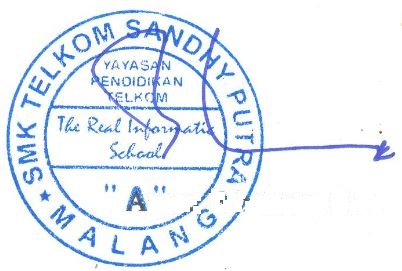 SMK TELKOM SANDHY PUTRA
YAYASAN
PENDIDIKAN
TELKOM
The Real Informatic
School
"A"
★ MALANG